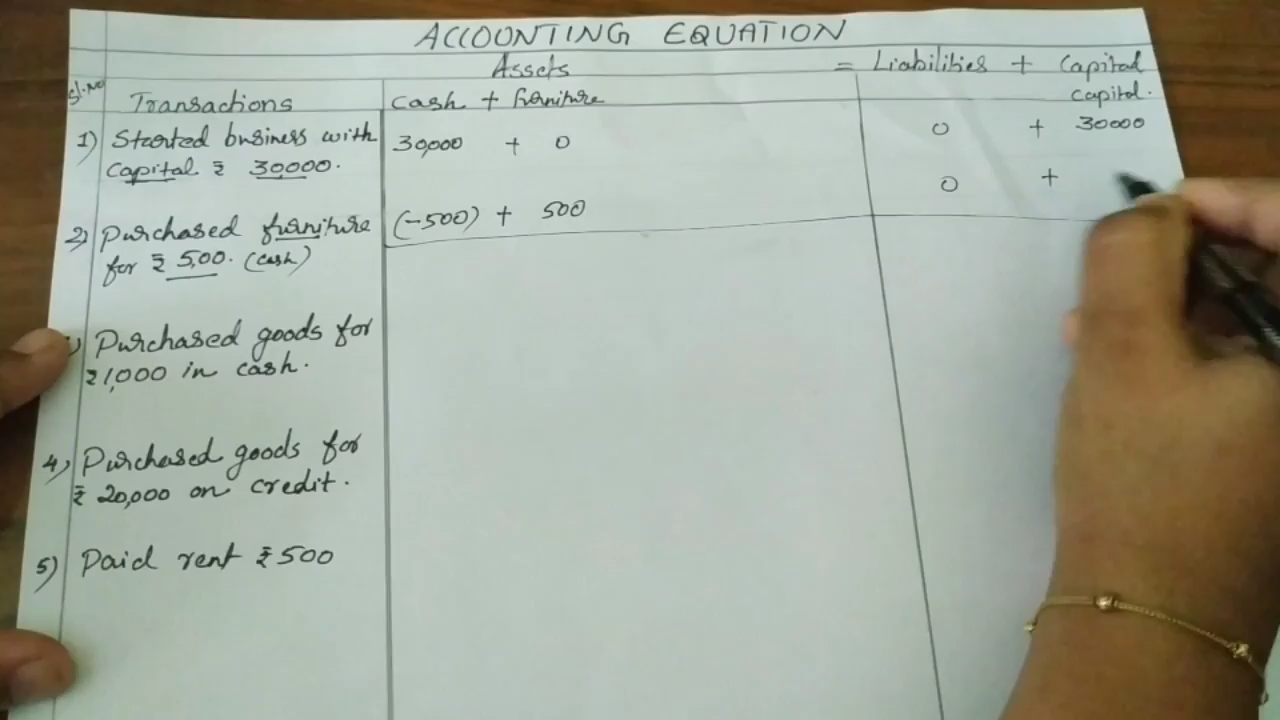 ACCOUNTING EQUATION
Assets = Liabilities + Capital
Sl.No Transactions Cash + Furniture Capital.
1) Started business with 30,000 + 0 0 + 30000
Capital ₹ 30000.
2) Purchased furniture (-500) + 500 0 +
for ₹ 500. (cash)
) Purchased goods for
₹1,000 in cash.
4) Purchased goods for
₹ 20,000 on credit.
5) Paid rent ₹500